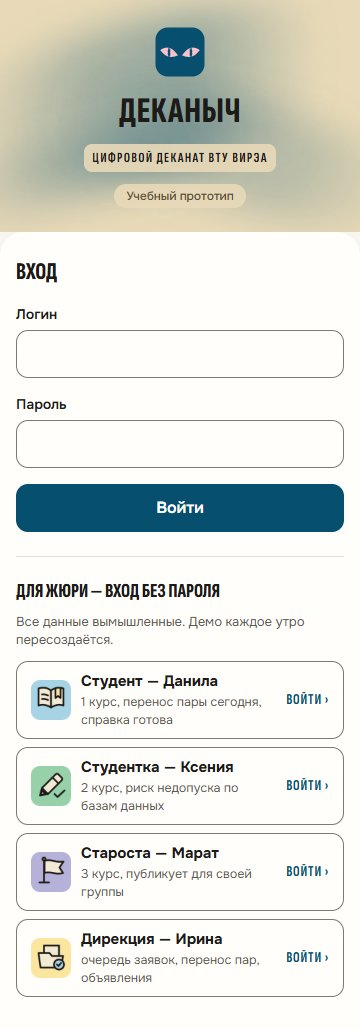 ДЕКАНЫЧ
ЦИФРОВОЙ ДЕКАНАТ ВТУ ВИРЭА
Учебный прототип
ВХОД
Логин
Пароль
Войти
ДЛЯ ЖЮРИ — ВХОД БЕЗ ПАРОЛЯ
Все данные вымышленные. Демо каждое утро
пересоздаётся.
Студент — Данила
1 курс, перенос пары сегодня,
справка готова
ВОЙТИ ›
Студентка — Ксения
2 курс, риск недопуска по
базам данных
ВОЙТИ ›
Староста — Марат
3 курс, публикует для своей
группы
ВОЙТИ ›
Дирекция — Ирина
очередь заявок, перенос пар,
объявления
ВОЙТИ ›